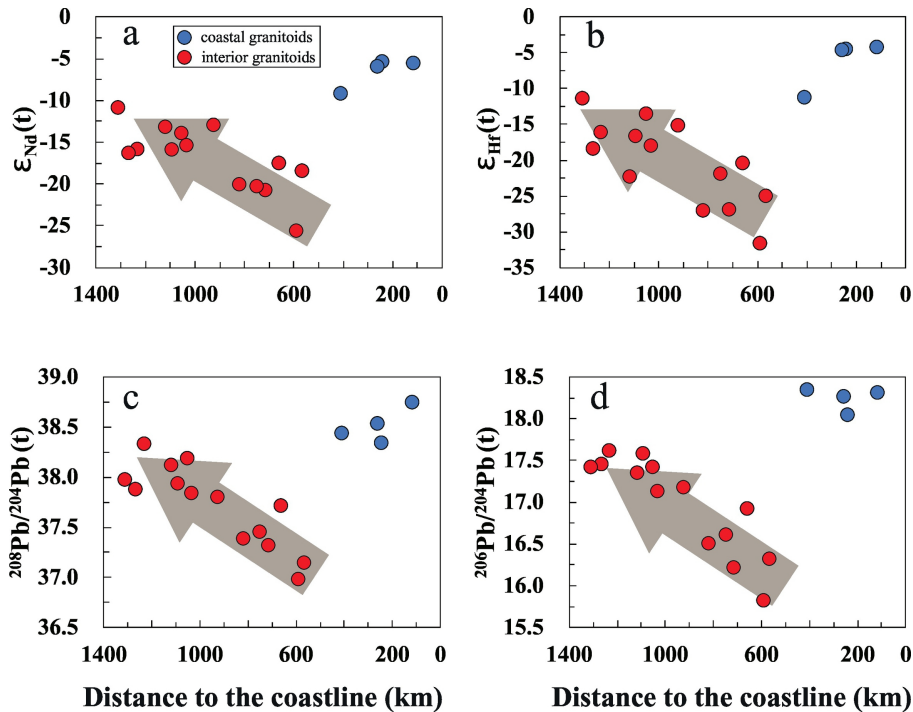 a
coastal granitoids
interior granitoids
εNd(t)
0
-5
-10
-15
-20
-25
-30
1400 1000 600 200 0
b
εHf(t)
0
-5
-10
-15
-20
-25
-30
-35
1400 1000 600 200 0
c
208Pb/204Pb (t)
39.0
38.5
38.0
37.5
37.0
36.5
1400 1000 600 200 0
Distance to the coastline (km)
d
206Pb/204Pb (t)
18.5
18.0
17.5
17.0
16.5
16.0
15.5
1400 1000 600 200 0
Distance to the coastline (km)